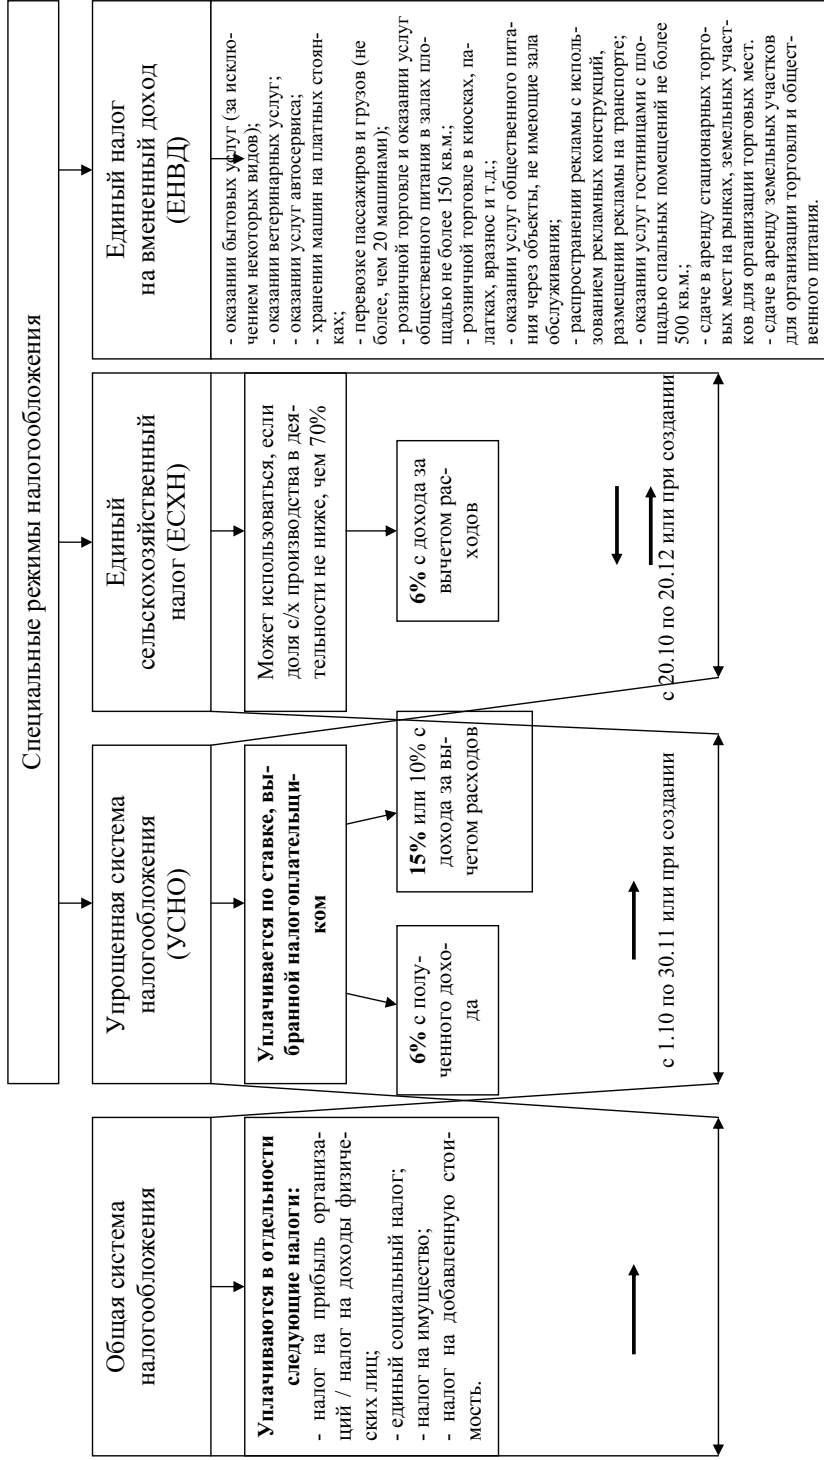 Специальные режимы налогообложения
Общая система
налогообложения
Упрощенная система
налогообложения
(УСНО)
Единый
сельскохозяйственный
налог (ЕСХН)
Единый налог
на вмененный доход
(ЕНВД)
Уплачиваются в отдельности
следующие налоги:
- налог на прибыль организа-
ций / налог на доходы физиче-
ских лиц;
- единый социальный налог;
- налог на имущество;
- налог на добавленную стои-
мость.
Уплачивается по ставке, вы-
бранной налогоплательщи-
ком
6% с полу-
ченного дохо-
да
15% или 10% с
дохода за вы-
четом расходов
Может использоваться, если
доля с/х производства в дея-
тельности не ниже, чем 70%
6% с дохода за
вычетом рас-
ходов
- оказании бытовых услуг (за исклю-
чением некоторых видов);
- оказании ветеринарных услуг;
- оказании услуг автосервиса;
- хранении машин на платных стоян-
ках;
- перевозке пассажиров и грузов (не
более, чем 20 машинами);
- розничной торговле и оказании услуг
общественного питания в залах пло-
щадью не более 150 кв.м.;
- розничной торговле в киосках, па-
латках, вразнос и т.д.;
- оказании услуг общественного пита-
ния через объекты, не имеющие зала
обслуживания;
- распространении рекламы с исполь-
зованием рекламных конструкций,
размещении рекламы на транспорте;
- оказании услуг гостиницами с пло-
щадью спальных помещений не более
500 кв.м.;
- сдаче в аренду стационарных торго-
вых мест на рынках, земельных участ-
ков для организации торговых мест.
- сдаче в аренду земельных участков
для организации торговли и общест-
венного питания.
с 1.10 по 30.11 или при создании
с 20.10 по 20.12 или при создании